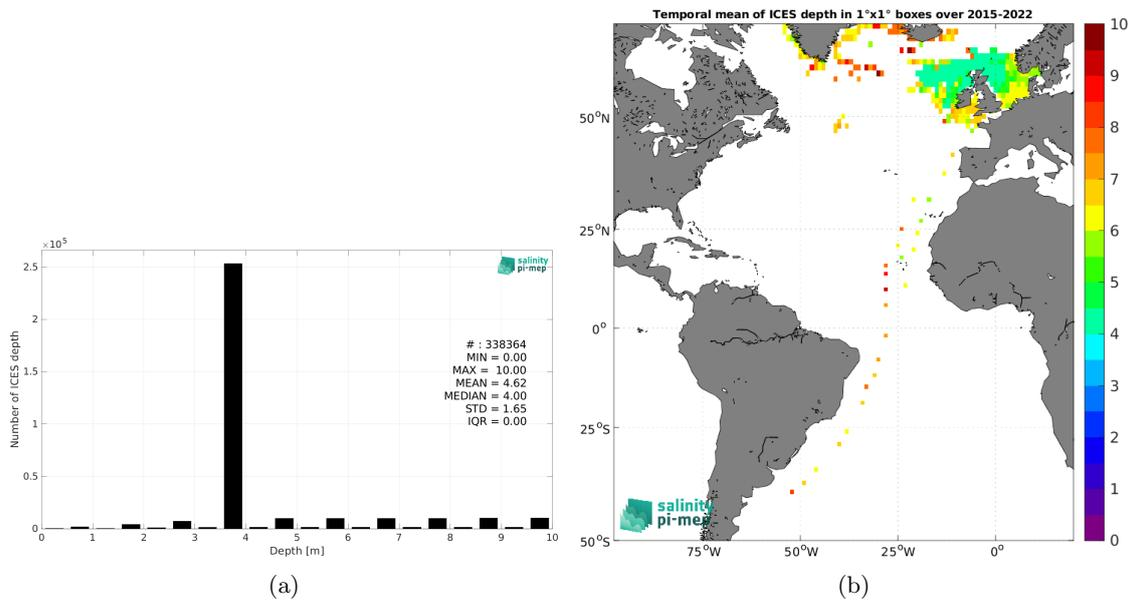 ×10⁵
2.5
2
1.5
1
0.5
0
Number of ICES depth
salinity
pi-mep
# : 338364
MIN = 0.00
MAX = 10.00
MEAN = 4.62
MEDIAN = 4.00
STD = 1.65
IQR = 0.00
0 1 2 3 4 5 6 7 8 9 10
Depth [m]
(a)
Temporal mean of ICES depth in 1°x1° boxes over 2015-2022
50°N
25°N
0°
25°S
50°S
salinity
pi-mep
75°W 50°W 25°W 0°
10
9
8
7
6
5
4
3
2
1
0
(b)